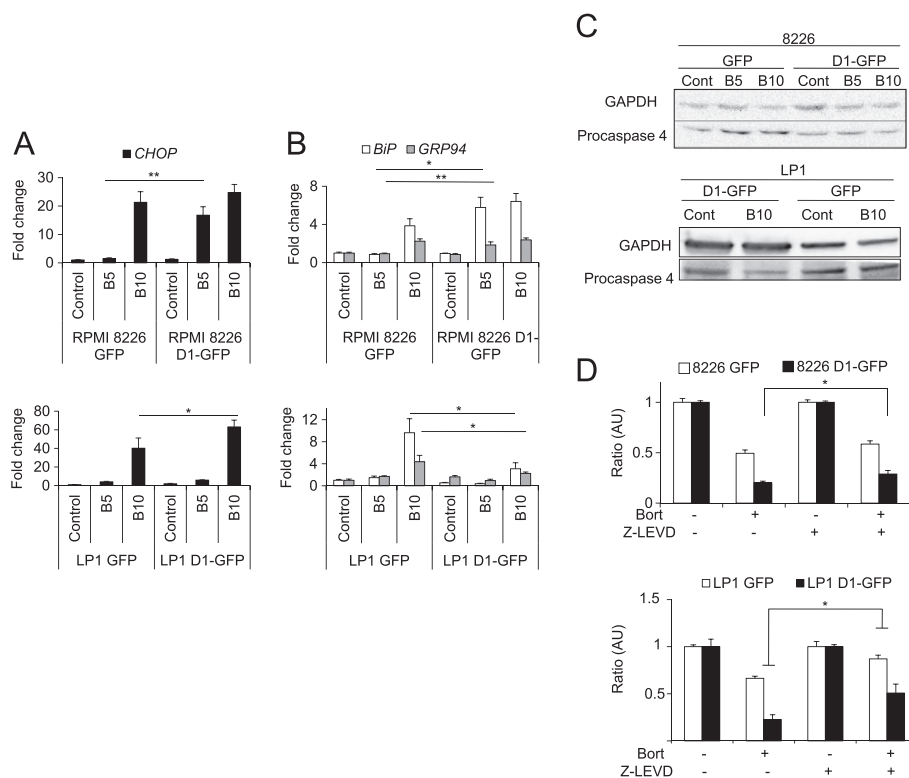 A
CHOP
Fold change
30
20
10
0
**
Control
B5
B10
Control
B5
B10
RPMI 8226 GFP
RPMI 8226 D1-GFP
Fold change
80
60
40
20
0
*
Control
B5
B10
Control
B5
B10
LP1 GFP
LP1 D1-GFP
B
BiP GRP94
Fold change
8
4
0
*
**
Control
B5
B10
Control
B5
B10
RPMI 8226 GFP
RPMI 8226 D1-GFP
Fold change
12
8
4
0
*
*
Control
B5
B10
Control
B5
B10
LP1 GFP
LP1 D1-GFP
C
8226
GFP D1-GFP
Cont B5 B10 Cont B5 B10
GAPDH
Procaspase 4
LP1
D1-GFP GFP
Cont B10 Cont B10
GAPDH
Procaspase 4
D
8226 GFP 8226 D1-GFP
Ratio (AU)
1
0.5
0
*
Bort - + - +
Z-LEVD - - + +
LP1 GFP LP1 D1-GFP
Ratio (AU)
1
0.5
0
*
Bort - + - +
Z-LEVD - - + +